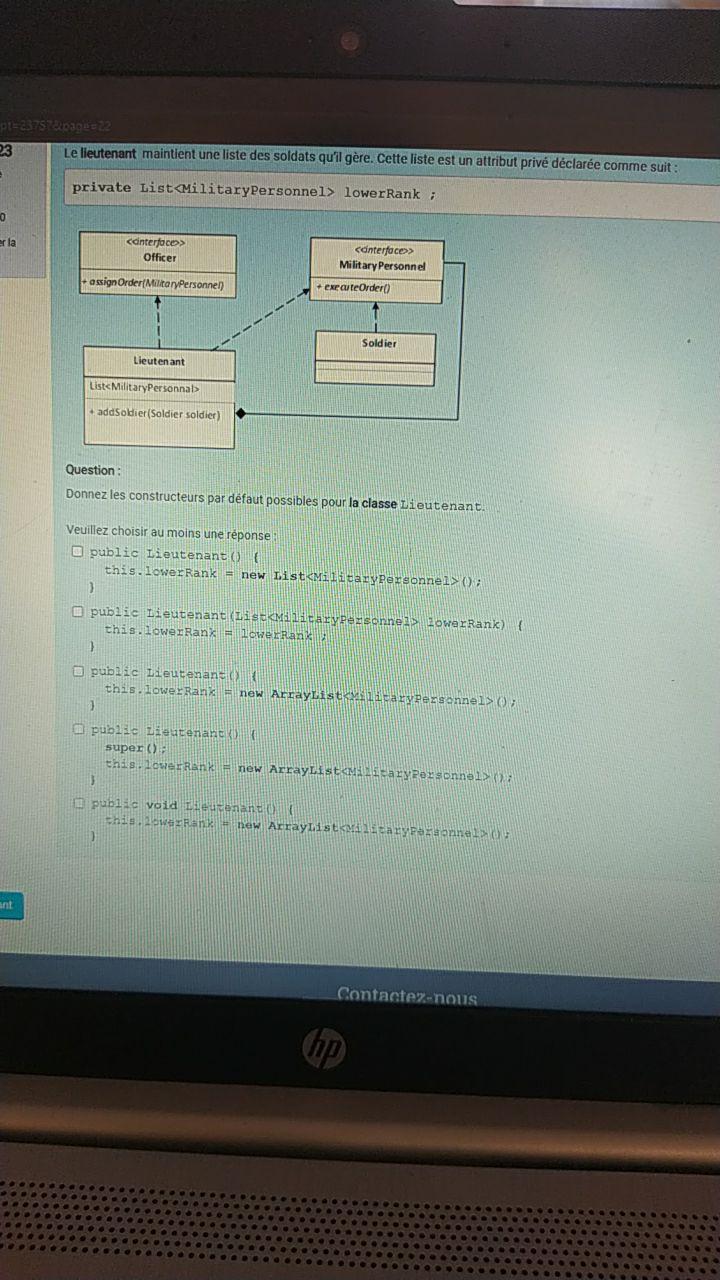 pt=23757&page=22
23
Le lieutenant maintient une liste des soldats qu'il gère. Cette liste est un attribut privé déclarée comme suit :
private List<MilitaryPersonnel> lowerRank ;
0
er la
<<interface>>
Officer
+ assignOrder(MilitaryPersonnel)
<<interface>>
MilitaryPersonnel
+ executeOrder()
Soldier
Lieutenant
List<MilitaryPersonnal>
+ addSoldier(Soldier soldier)
Question :
Donnez les constructeurs par défaut possibles pour la classe Lieutenant.
Veuillez choisir au moins une réponse :
public Lieutenant() {
this.lowerRank = new List<MilitaryPersonnel>();
}
public Lieutenant(List<MilitaryPersonnel> lowerRank) {
this.lowerRank = lowerRank ;
}
public Lieutenant() {
this.lowerRank = new ArrayList<MilitaryPersonnel>();
}
public Lieutenant() {
super();
this.lowerRank = new ArrayList<MilitaryPersonnel>();
}
public void Lieutenant() {
this.lowerRank = new ArrayList<MilitaryPersonnel>();
}
ant
Contactez-nous
hp